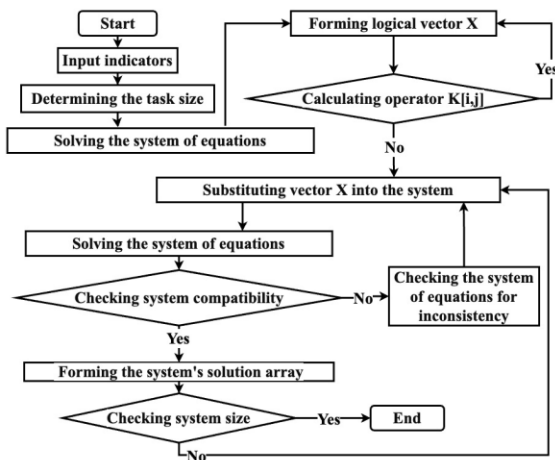 Start
Input indicators
Determining the task size
Solving the system of equations
Forming logical vector X
Yes
Calculating operator K[i,j]
No
Substituting vector X into the system
Solving the system of equations
Checking system compatibility
No
Checking the system
of equations for
inconsistency
Yes
Forming the system's solution array
Checking system size
Yes
End
No